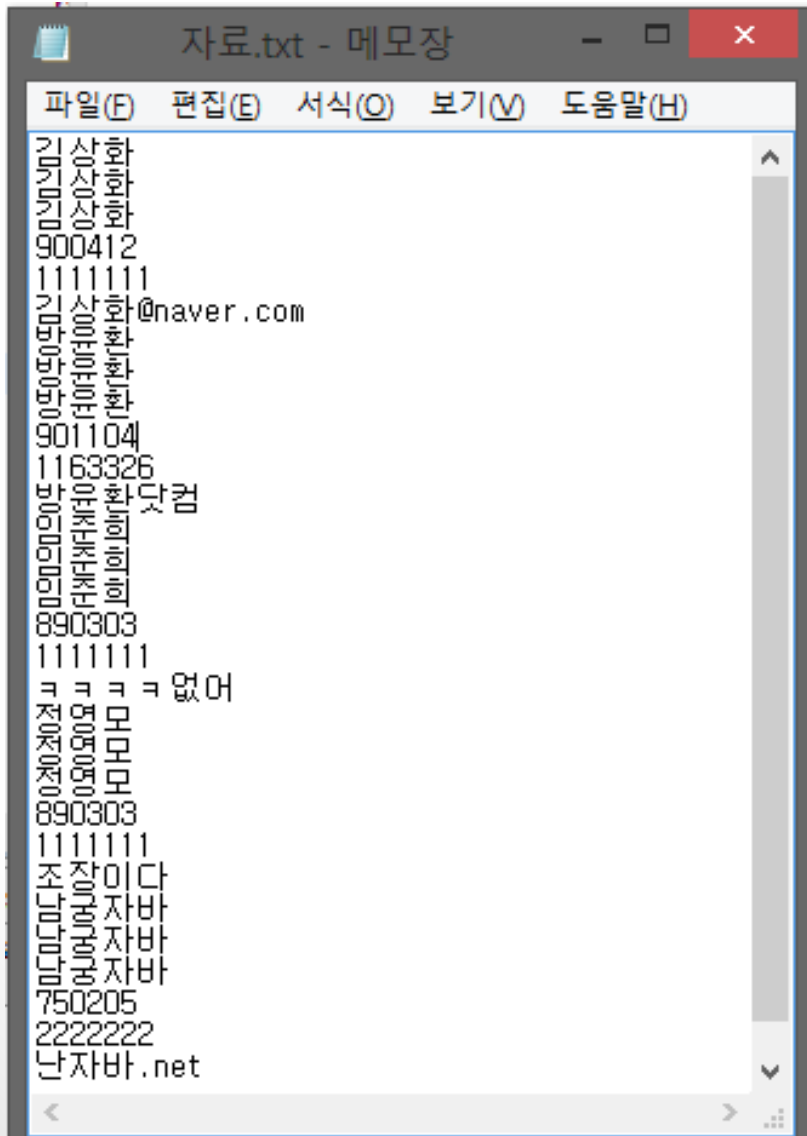 자료.txt - 메모장
파일(F) 편집(E) 서식(O) 보기(V) 도움말(H)
김상화
김상화
김상화
900412
1111111
김상화@naver.com
방윤환
방윤환
방윤환
901104
1163326
방윤환닷컴
임준희
임준희
임준희
890303
1111111
ㅋㅋㅋㅋ없어
정영모
정영모
정영모
890303
1111111
조장이다
남궁자바
남궁자바
남궁자바
750205
2222222
난자바.net